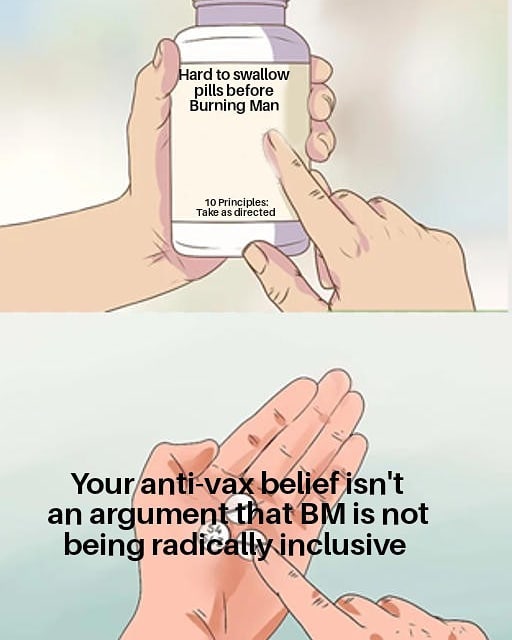 Hard to swallow
pills before
Burning Man
10 Principles:
Take as directed
Your anti-vax belief isn't
an argument that BM is not
being radically inclusive